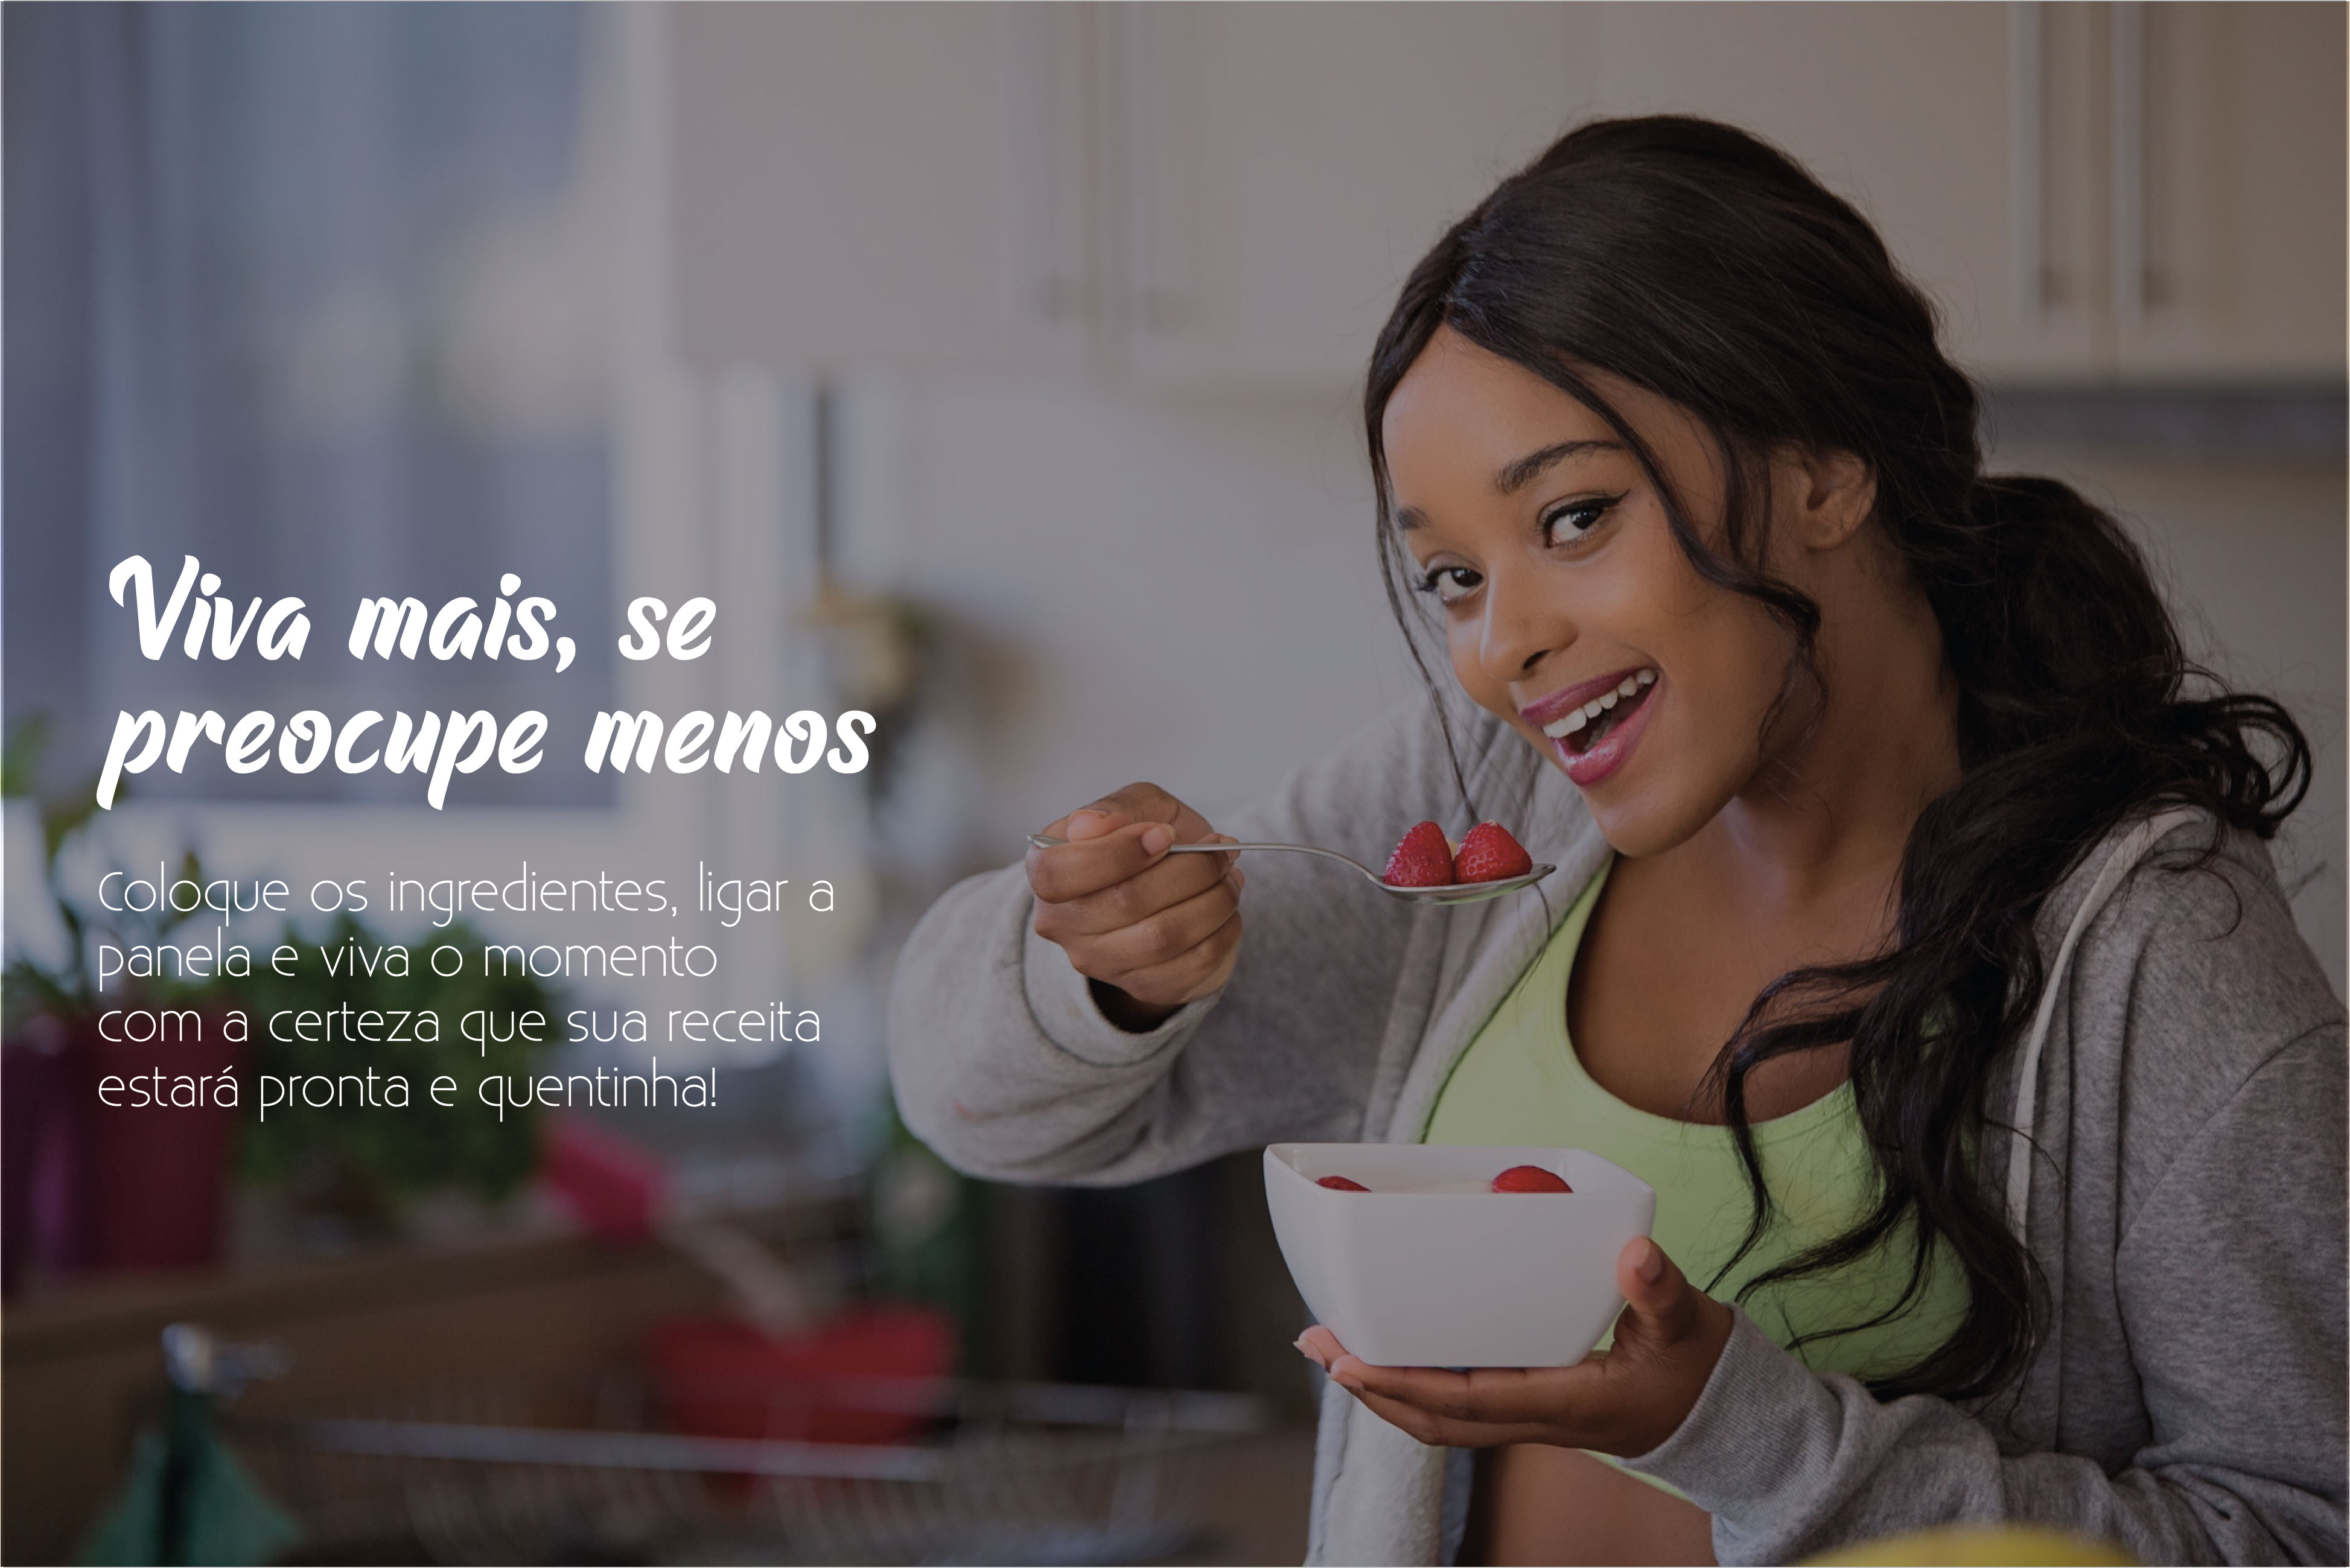 Viva mais, se
preocupe menos
Coloque os ingredientes, ligar a
panela e viva o momento
com a certeza que sua receita
estará pronta e quentinha!